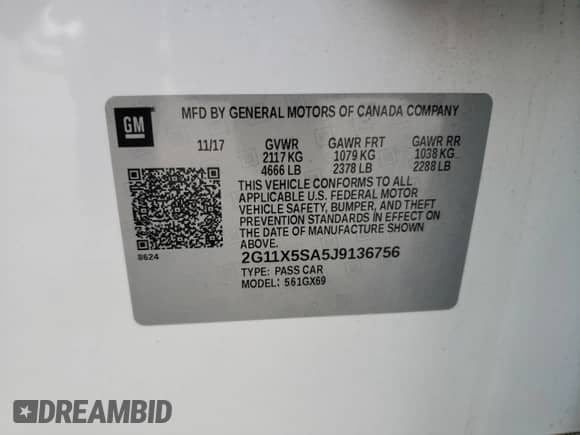 GM
MFD BY GENERAL MOTORS OF CANADA COMPANY
11/17 GVWR GAWR FRT GAWR RR
2117 KG 1079 KG 1038 KG
4666 LB 2378 LB 2288 LB
THIS VEHICLE CONFORMS TO ALL
APPLICABLE U.S. FEDERAL MOTOR
VEHICLE SAFETY, BUMPER, AND THEFT
PREVENTION STANDARDS IN EFFECT ON
THE DATE OF MANUFACTURE SHOWN
ABOVE.
8624
2G11X5SA5J9136756
TYPE: PASS CAR
MODEL: 561GX69
DREAMBID